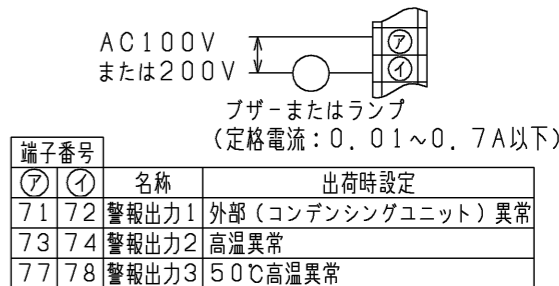 AC100V
または200V
㋐
㋑
ブザーまたはランプ
(定格電流:0.01～0.7A以下)
端子番号
㋐ ㋑ 名称 出荷時設定
71 72 警報出力1 外部(コンデンシングユニット)異常
73 74 警報出力2 高温異常
77 78 警報出力3 50℃高温異常